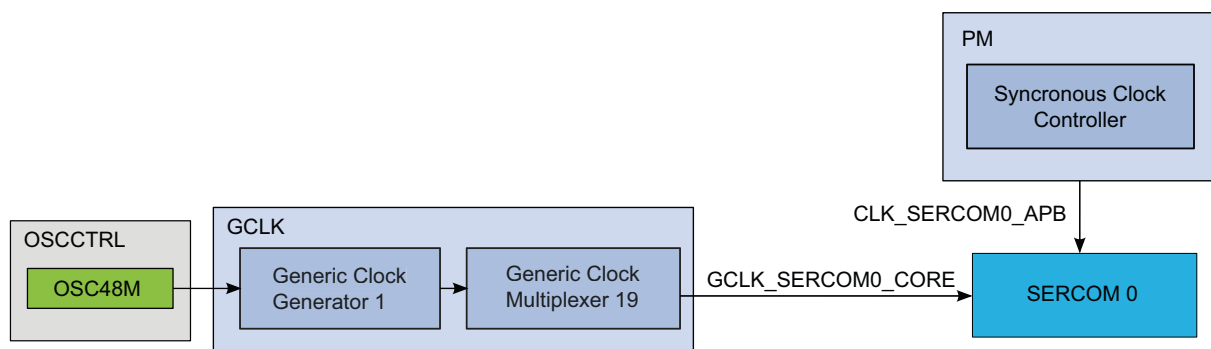 PM
Syncronous Clock
Controller
CLK_SERCOM0_APB
OSCCTRL
OSC48M
GCLK
Generic Clock
Generator 1
Generic Clock
Multiplexer 19
GCLK_SERCOM0_CORE
SERCOM 0